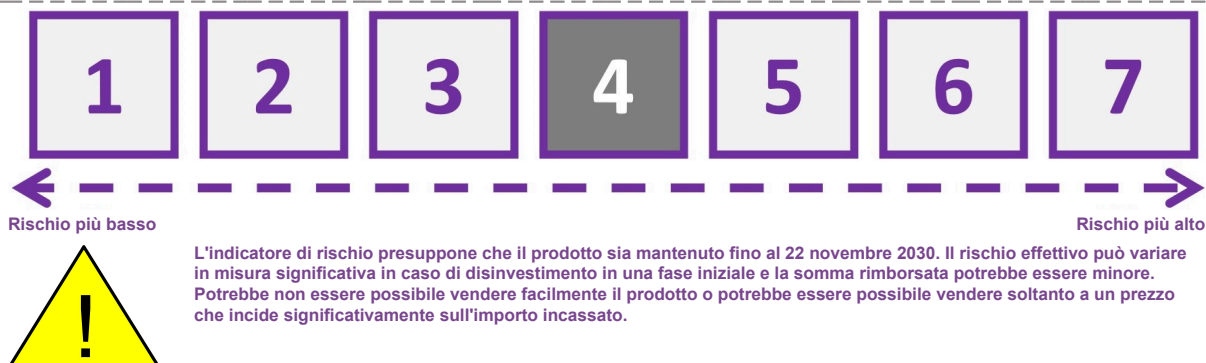 1 2 3 4 5 6 7
Rischio più basso Rischio più alto
L'indicatore di rischio presuppone che il prodotto sia mantenuto fino al 22 novembre 2030. Il rischio effettivo può variare
in misura significativa in caso di disinvestimento in una fase iniziale e la somma rimborsata potrebbe essere minore.
Potrebbe non essere possibile vendere facilmente il prodotto o potrebbe essere possibile vendere soltanto a un prezzo
che incide significativamente sull'importo incassato.
!